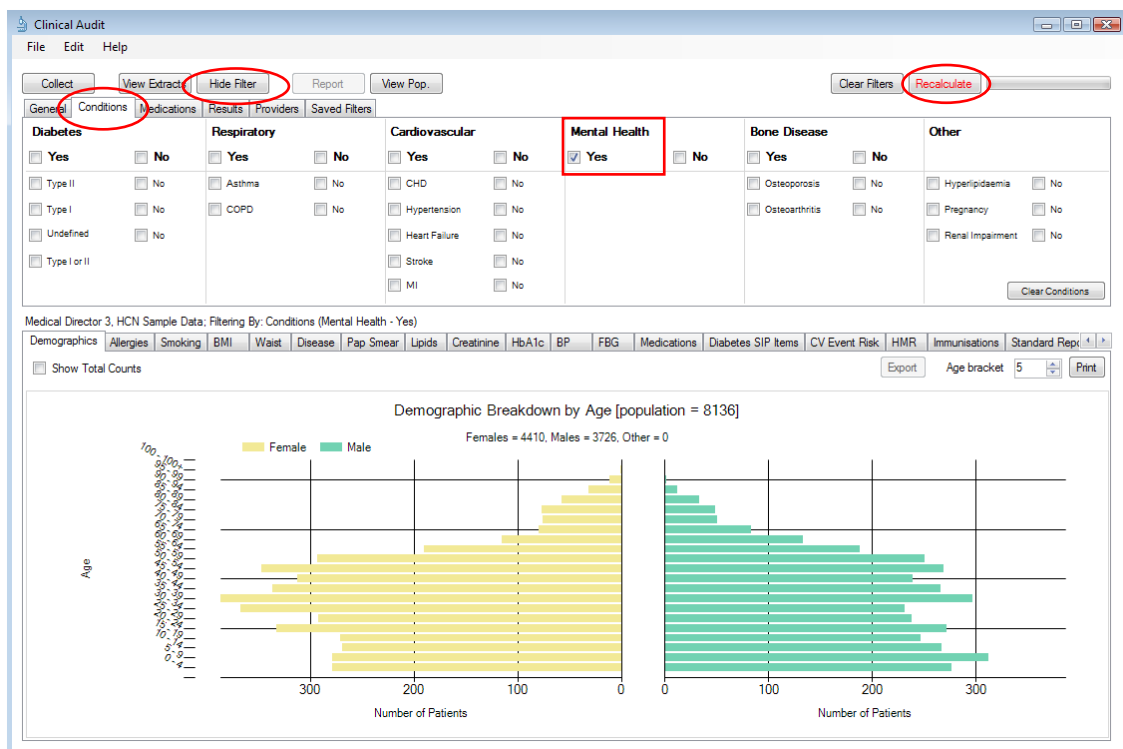 Clinical Audit
File Edit Help
Collect View Extracts Hide Filter Report View Pop. Clear Filters Recalculate
General Conditions Medications Results Providers Saved Filters
Diabetes Respiratory Cardiovascular Mental Health Bone Disease Other
Yes No Yes No Yes No Yes No Yes No
Type II No Asthma No CHD No Osteoporosis No Hyperlipidaemia No
Type I No COPD No Hypertension No Osteoarthritis No Pregnancy No
Undefined No Heart Failure No Renal Impairment No
Type I or II Stroke No
MI No
Clear Conditions
Medical Director 3, HCN Sample Data; Filtering By: Conditions (Mental Health - Yes)
Demographics Allergies Smoking BMI Waist Disease Pap Smear Lipids Creatinine HbA1c BP FBG Medications Diabetes SIP Items CV Event Risk HMR Immunisations Standard Repo
Show Total Counts Export Age bracket 5 Print
Demographic Breakdown by Age [population = 8136]
Females = 4410, Males = 3726, Other = 0
Female Male
Age
300 200 100 0 0 100 200 300
Number of Patients Number of Patients